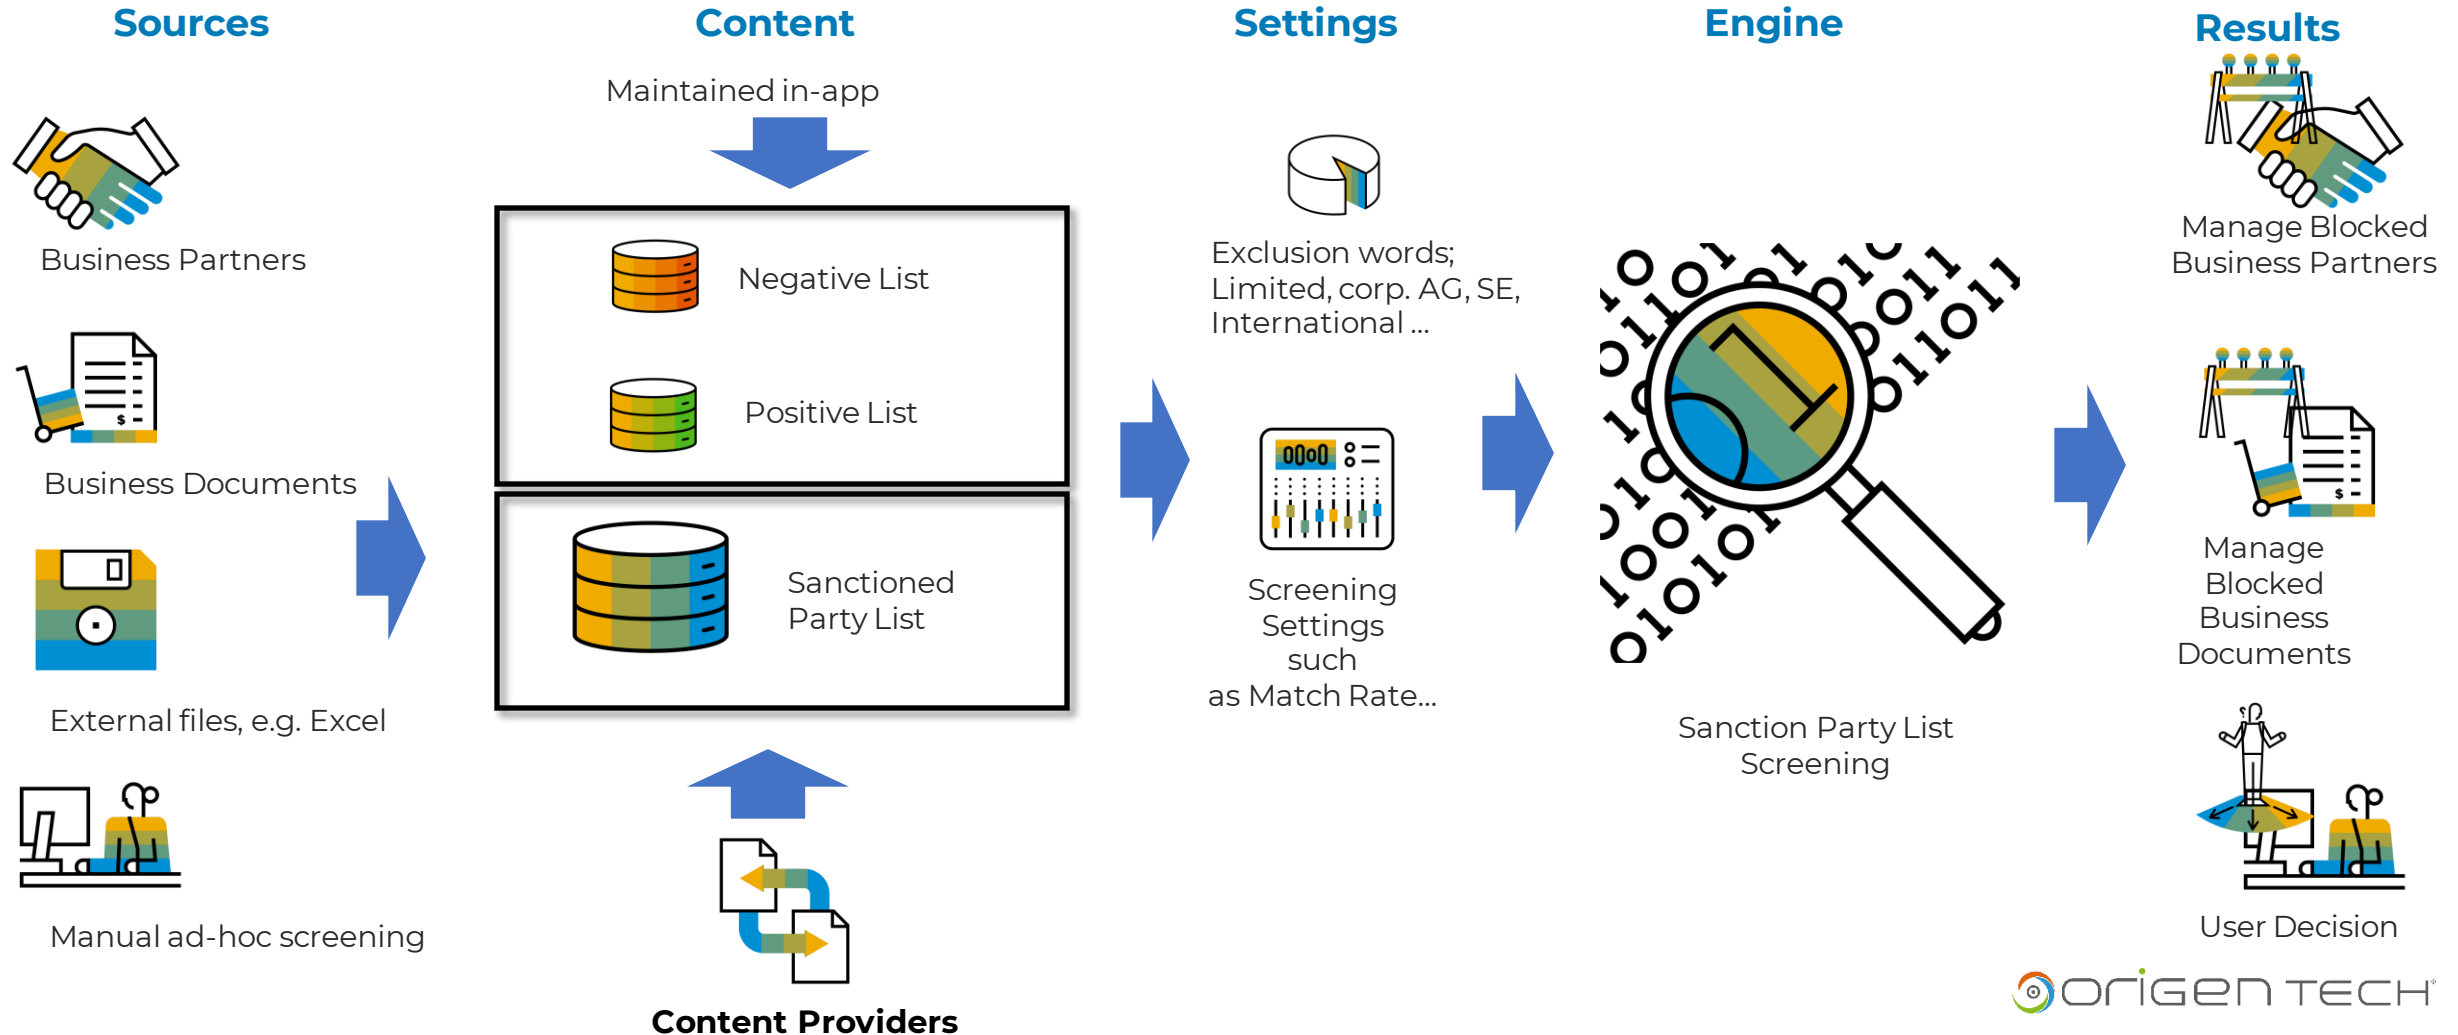 Sources
Content
Settings
Engine
Results
Business Partners
Business Documents
External files, e.g. Excel
Manual ad-hoc screening
Maintained in-app
Negative List
Positive List
Sanctioned
Party List
Content Providers
Exclusion words;
Limited, corp. AG, SE,
International ...
Screening
Settings
such
as Match Rate...
Sanction Party List
Screening
Manage Blocked
Business Partners
Manage
Blocked
Business
Documents
User Decision
origen TECH